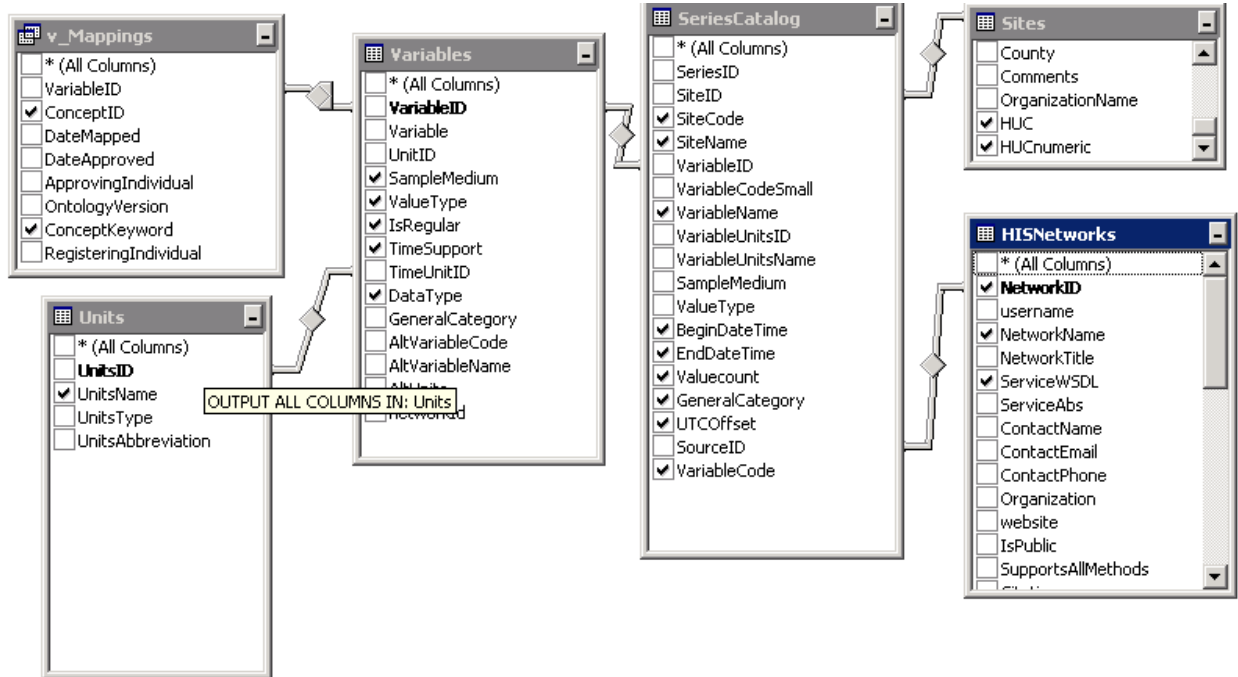 v_Mappings
* (All Columns)
VariableID
ConceptID
DateMapped
DateApproved
ApprovingIndividual
OntologyVersion
ConceptKeyword
RegisteringIndividual
Units
* (All Columns)
UnitsID
UnitsName
UnitsType
UnitsAbbreviation
OUTPUT ALL COLUMNS IN: Units
Variables
* (All Columns)
VariableID
Variable
UnitID
SampleMedium
ValueType
IsRegular
TimeSupport
TimeUnitID
DataType
GeneralCategory
AltVariableCode
AltVariableName
SeriesCatalog
* (All Columns)
SeriesID
SiteID
SiteCode
SiteName
VariableID
VariableCodeSmall
VariableName
VariableUnitsID
VariableUnitsName
SampleMedium
ValueType
BeginDateTime
EndDateTime
Valuecount
GeneralCategory
UTCOffset
SourceID
VariableCode
Sites
County
Comments
OrganizationName
HUC
HUCnumeric
HISNetworks
* (All Columns)
NetworkID
username
NetworkName
NetworkTitle
ServiceWSDL
ServiceAbs
ContactName
ContactEmail
ContactPhone
Organization
website
IsPublic
SupportsAllMethods